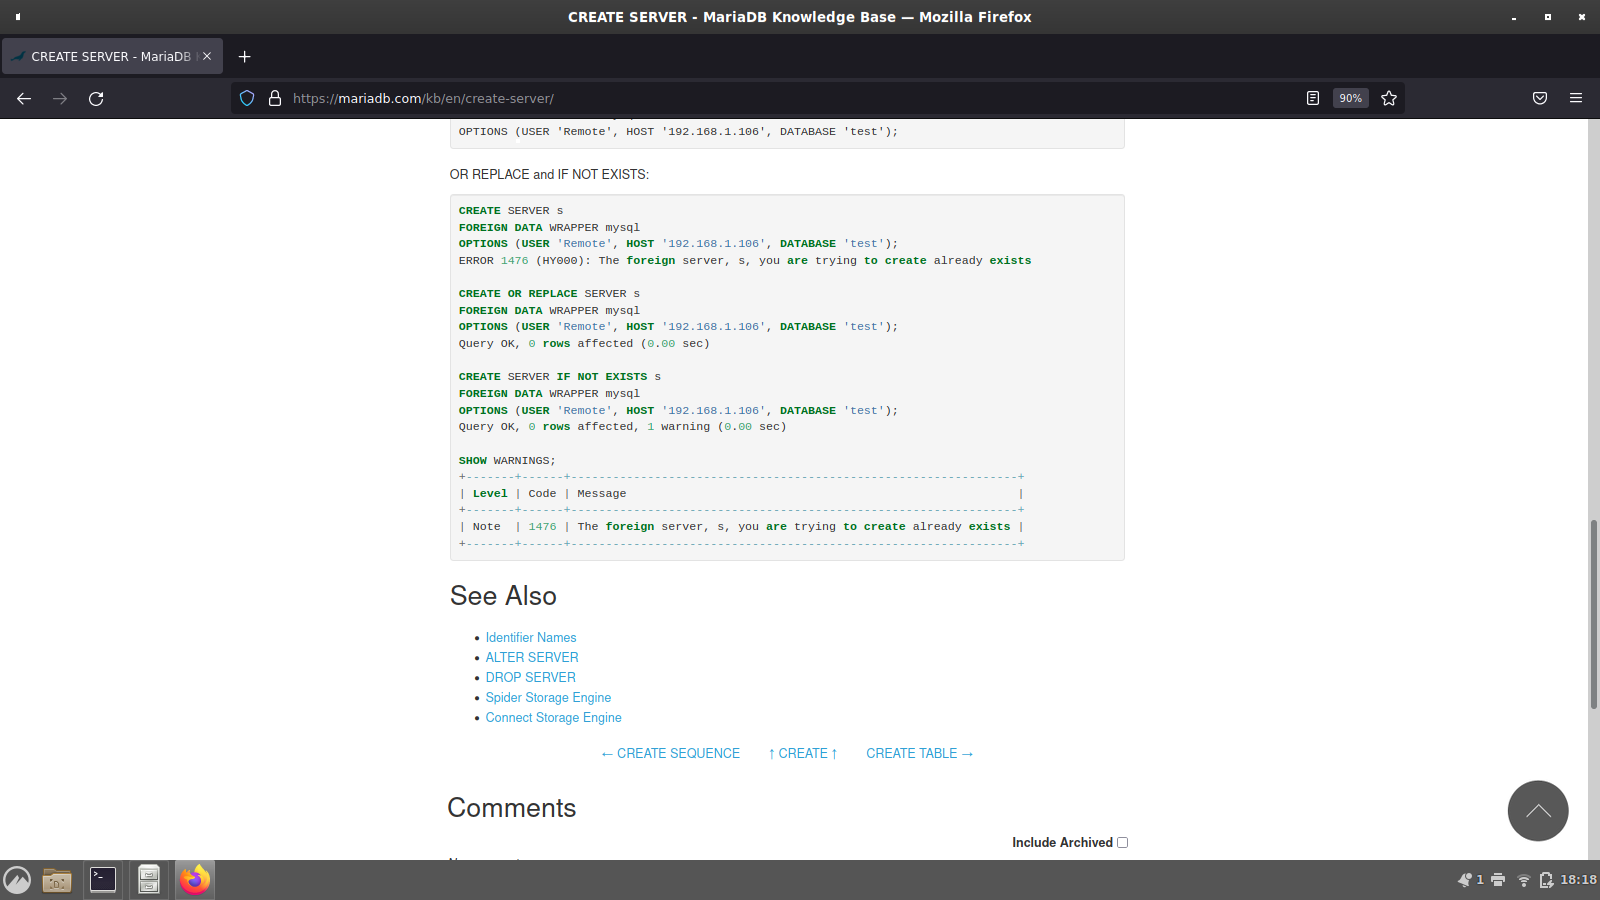 CREATE SERVER - MariaDB Knowledge Base — Mozilla Firefox
CREATE SERVER - MariaDB
https://mariadb.com/kb/en/create-server/
90%
OPTIONS (USER 'Remote', HOST '192.168.1.106', DATABASE 'test');
OR REPLACE and IF NOT EXISTS:
CREATE SERVER s
FOREIGN DATA WRAPPER mysql
OPTIONS (USER 'Remote', HOST '192.168.1.106', DATABASE 'test');
ERROR 1476 (HY000): The foreign server, s, you are trying to create already exists
CREATE OR REPLACE SERVER s
FOREIGN DATA WRAPPER mysql
OPTIONS (USER 'Remote', HOST '192.168.1.106', DATABASE 'test');
Query OK, 0 rows affected (0.00 sec)
CREATE SERVER IF NOT EXISTS s
FOREIGN DATA WRAPPER mysql
OPTIONS (USER 'Remote', HOST '192.168.1.106', DATABASE 'test');
Query OK, 0 rows affected, 1 warning (0.00 sec)
SHOW WARNINGS;
+-------+------+----------------------------------------------------------------+
| Level | Code | Message                                                        |
+-------+------+----------------------------------------------------------------+
| Note  | 1476 | The foreign server, s, you are trying to create already exists |
+-------+------+----------------------------------------------------------------+
See Also
• Identifier Names
• ALTER SERVER
• DROP SERVER
• Spider Storage Engine
• Connect Storage Engine
← CREATE SEQUENCE ↑ CREATE ↑ CREATE TABLE →
Comments
Include Archived
1 18:18